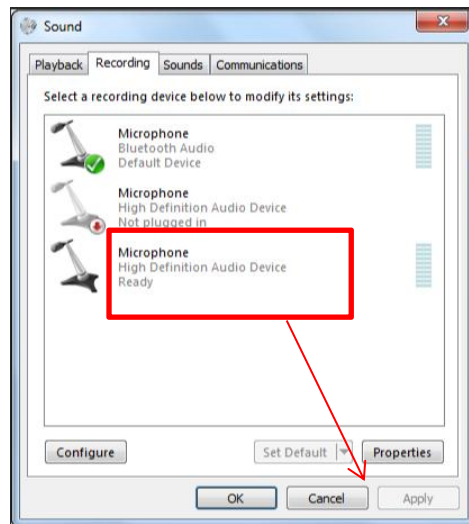 Sound
Playback Recording Sounds Communications
Select a recording device below to modify its settings:
Microphone
Bluetooth Audio
Default Device
Microphone
High Definition Audio Device
Not plugged in
Microphone
High Definition Audio Device
Ready
Configure Set Default Properties
OK Cancel Apply